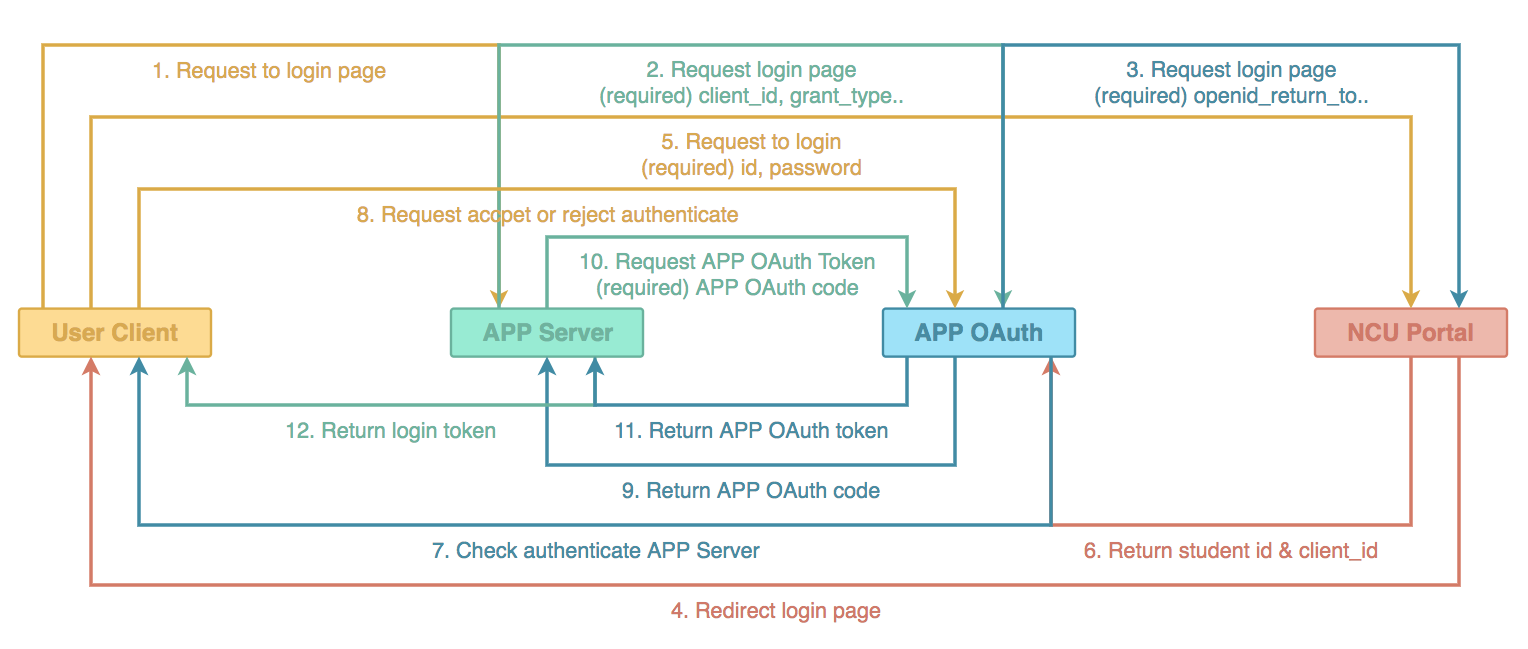 1. Request to login page
2. Request login page
(required) client_id, grant_type..
3. Request login page
(required) openid_return_to..
5. Request to login
(required) id, password
8. Request accpet or reject authenticate
10. Request APP OAuth Token
(required) APP OAuth code
User Client
APP Server
APP OAuth
NCU Portal
12. Return login token
11. Return APP OAuth token
9. Return APP OAuth code
7. Check authenticate APP Server
6. Return student id & client_id
4. Redirect login page